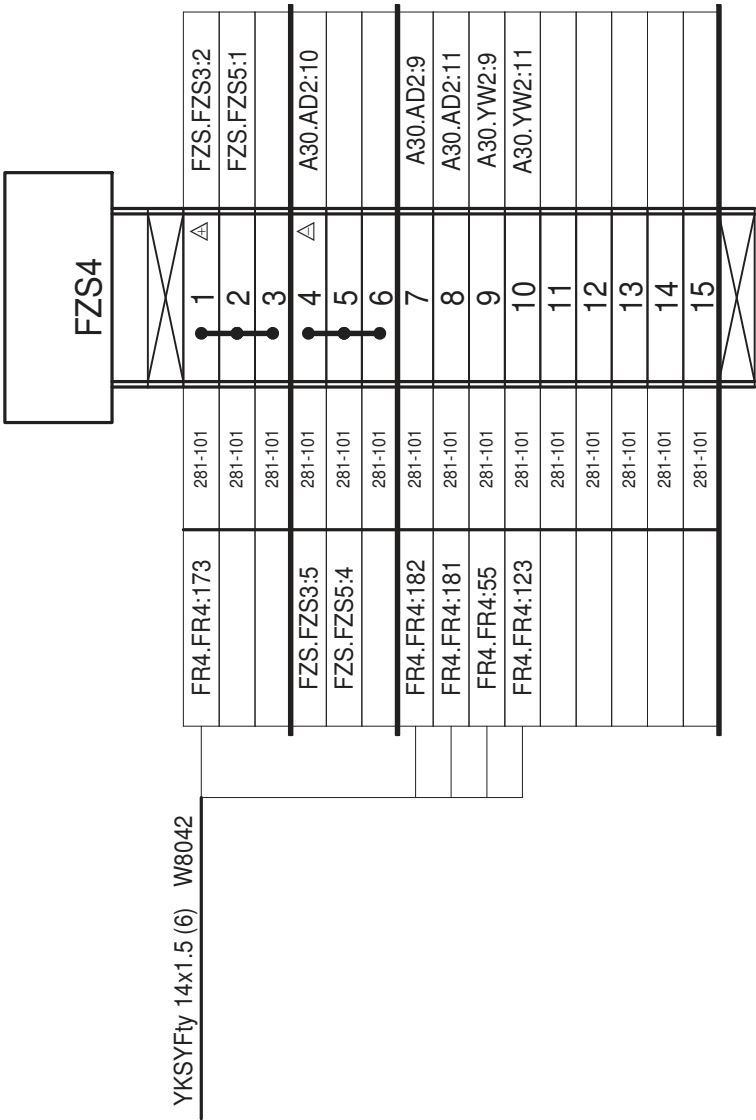 FZS4
YKSYFty 14x1.5 (6) W8042
FR4.FR4:173 281-101 1 FZS.FZS3:2
281-101 2 FZS.FZS5:1
281-101 3
FZS.FZS3:5 281-101 4 A30.AD2:10
FZS.FZS5:4 281-101 5
281-101 6
FR4.FR4:182 281-101 7 A30.AD2:9
FR4.FR4:181 281-101 8 A30.AD2:11
FR4.FR4:55 281-101 9 A30.YW2:9
FR4.FR4:123 281-101 10 A30.YW2:11
281-101 11
281-101 12
281-101 13
281-101 14
281-101 15